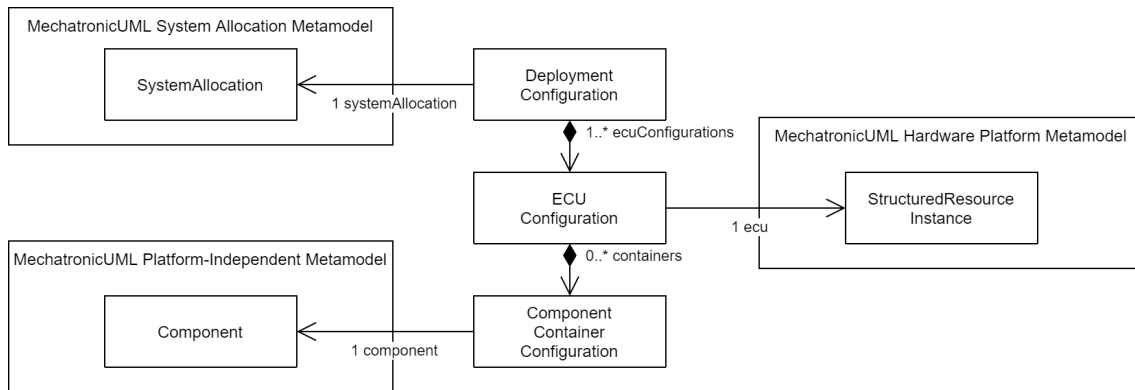 MechatronicUML System Allocation Metamodel
SystemAllocation
Deployment
Configuration
1 systemAllocation
1..* ecuConfigurations
MechatronicUML Hardware Platform Metamodel
ECU
Configuration
StructuredResource
Instance
1 ecu
0..* containers
MechatronicUML Platform-Independent Metamodel
Component
Component
Container
Configuration
1 component